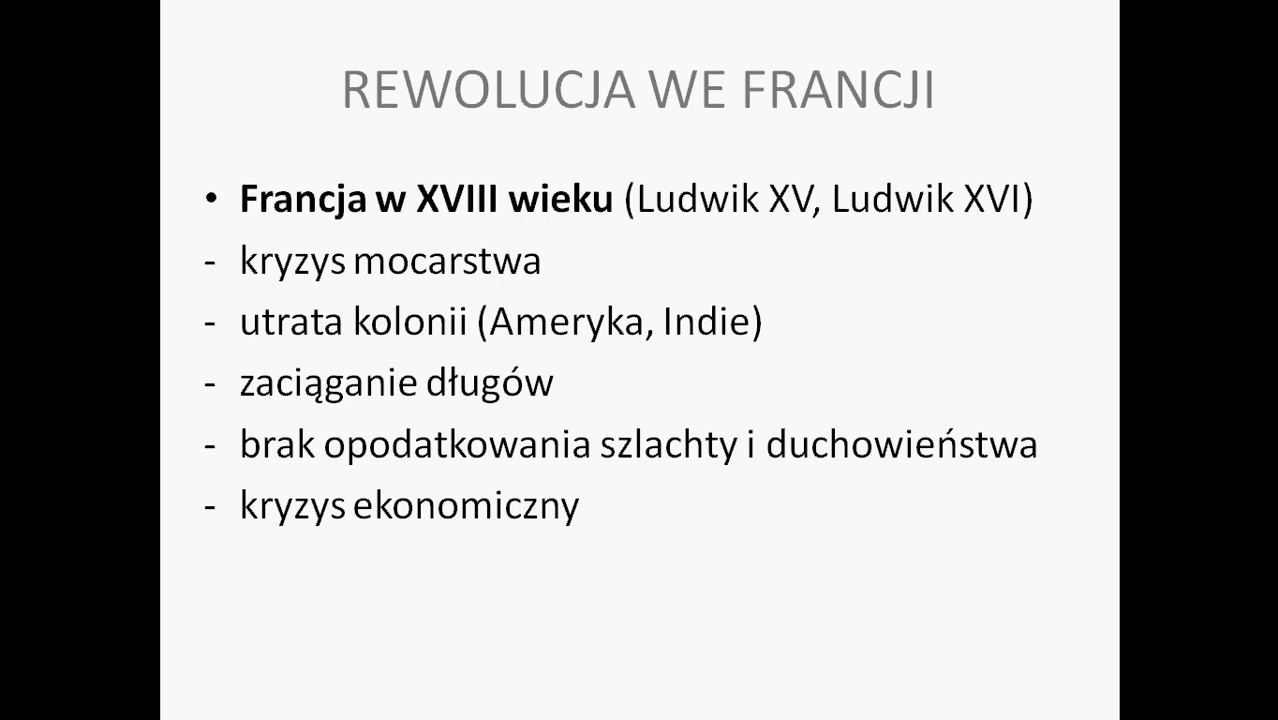 REWOLUCJA WE FRANCJI
• Francja w XVIII wieku (Ludwik XV, Ludwik XVI)
- kryzys mocarstwa
- utrata kolonii (Ameryka, Indie)
- zaciąganie długów
- brak opodatkowania szlachty i duchowieństwa
- kryzys ekonomiczny